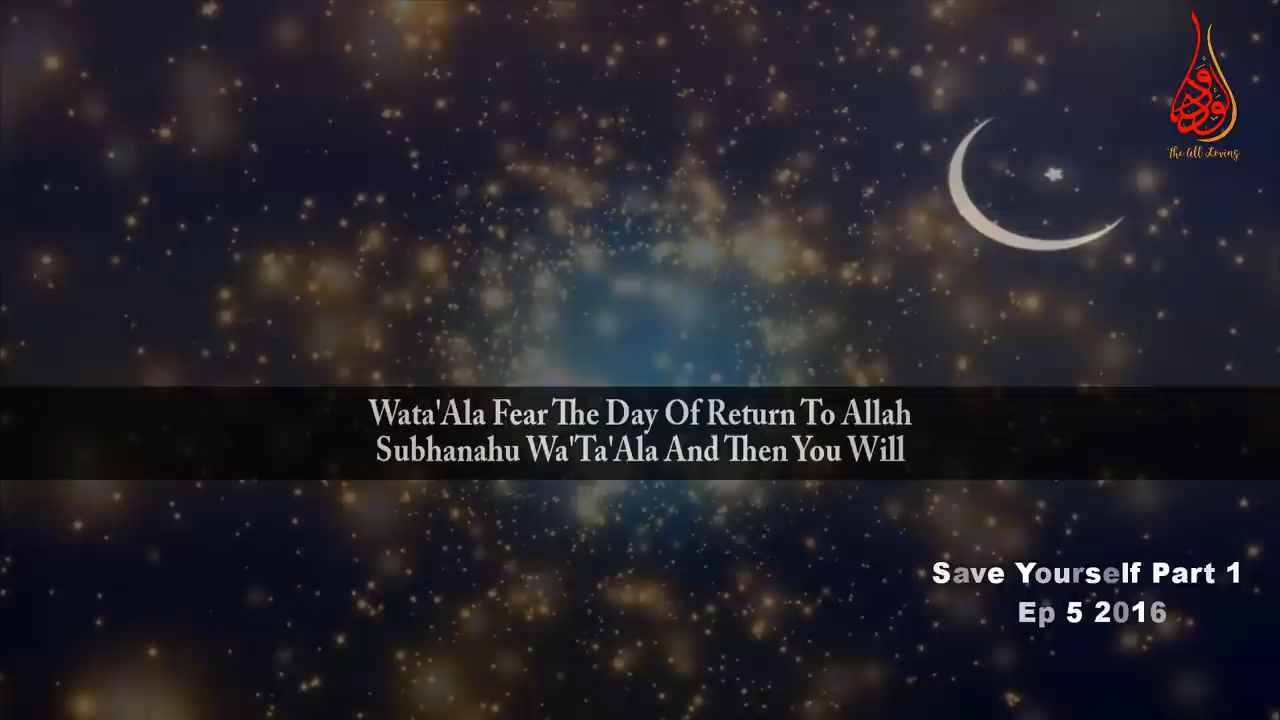 ودود
The All Loving
Wata'Ala Fear The Day Of Return To Allah
Subhanahu Wa'Ta'Ala And Then You Will
Save Yourself Part 1
Ep 5 2016